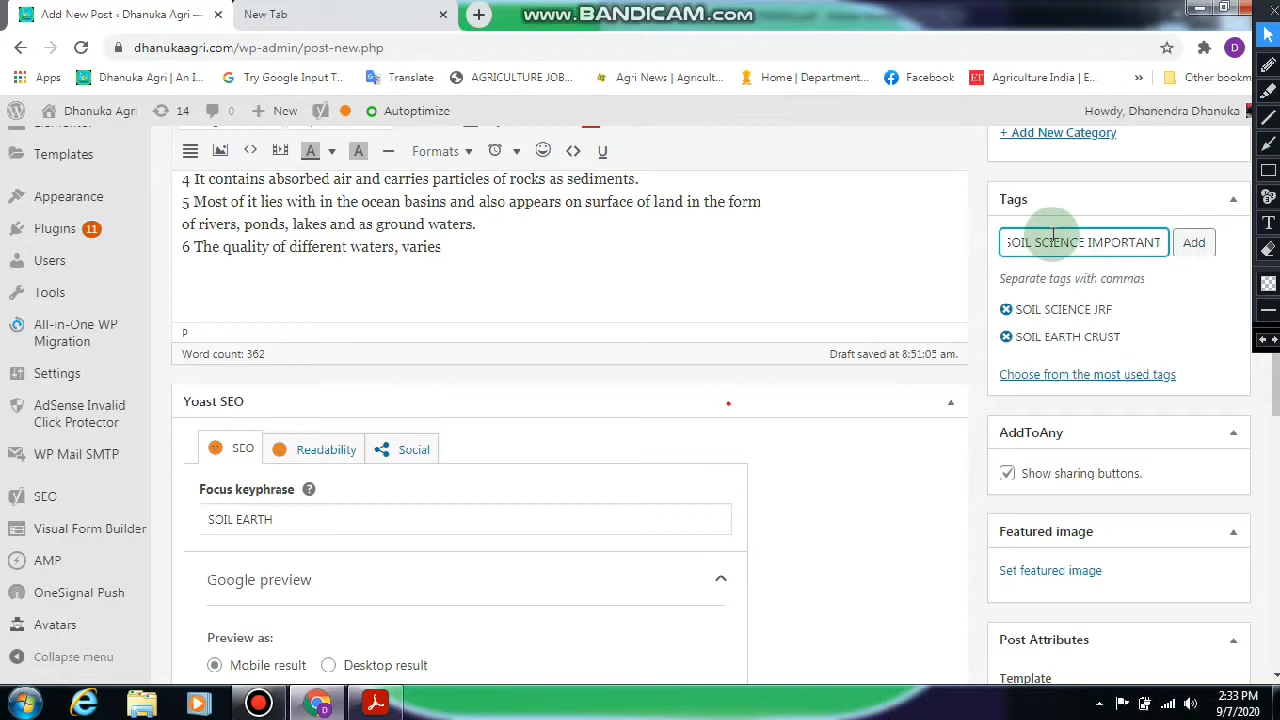 Add New Post - Dhanuka Agri —
New Tab
www.BANDICAM.com
dhanukaagri.com/wp-admin/post-new.php
D
Apps
Dhanuka Agri | An I...
Try Google Input T...
Translate
AGRICULTURE JOB...
Agri News | Agricult...
Home | Department...
Facebook
ET
Agriculture India | E...
»
Other bookm
Dhanuka Agri
14
0
New
Autoptimize
Howdy, Dhanendra Dhanuka
Templates
Appearance
Plugins 11
Users
Tools
All-in-One WP
Migration
Settings
AdSense Invalid
Click Protector
WP Mail SMTP
SEO
Visual Form Builder
AMP
OneSignal Push
Avatars
Collapse menu
A
A
Formats
U
4 It contains absorbed air and carries particles of rocks as sediments.
5 Most of it lies with in the ocean basins and also appears on surface of land in the form
of rivers, ponds, lakes and as ground waters.
6 The quality of different waters, varies
P
Word count: 362
Draft saved at 8:51:05 am.
Yoast SEO
SEO
Readability
Social
Focus keyphrase
SOIL EARTH
Google preview
Preview as:
Mobile result
Desktop result
+ Add New Category
Tags
SOIL SCIENCE IMPORTANT
Add
Separate tags with commas
SOIL SCIENCE JRF
SOIL EARTH CRUST
Choose from the most used tags
AddToAny
Show sharing buttons.
Featured image
Set featured image
Post Attributes
Template
T
2:33 PM
9/7/2020